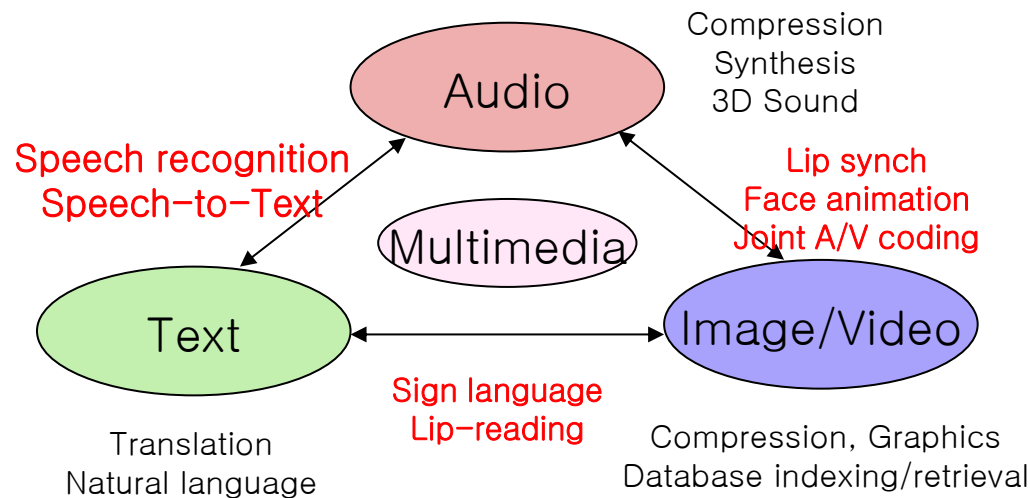 Compression
Synthesis
3D Sound
Audio
Speech recognition
Speech-to-Text
Lip synch
Face animation
Joint A/V coding
Multimedia
Text
Image/Video
Sign language
Lip-reading
Translation
Natural language
Compression, Graphics
Database indexing/retrieval